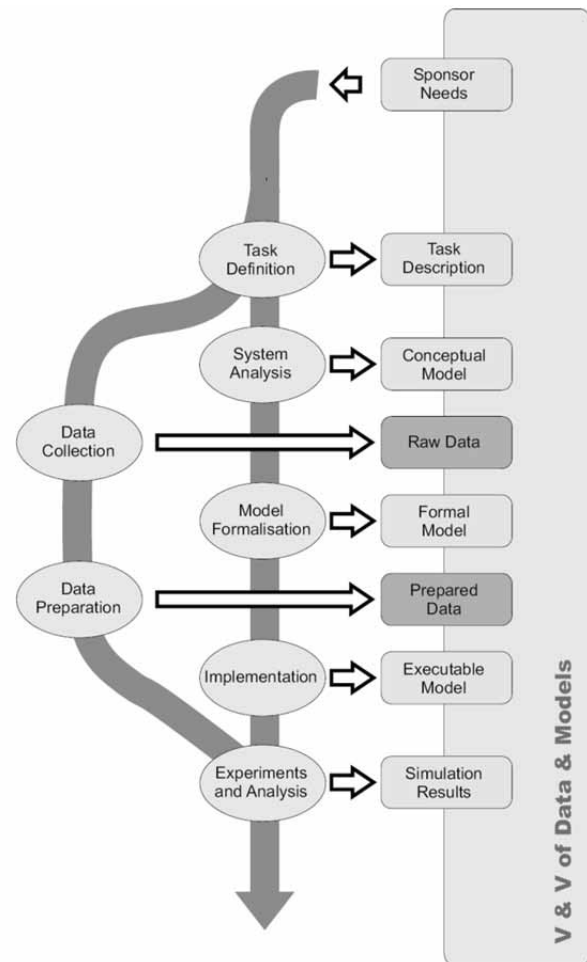 Sponsor
Needs
Task
Definition
Task
Description
System
Analysis
Conceptual
Model
Data
Collection
Raw Data
Model
Formalisation
Formal
Model
Data
Preparation
Prepared
Data
Implementation
Executable
Model
Experiments
and Analysis
Simulation
Results
V & V of Data & Models